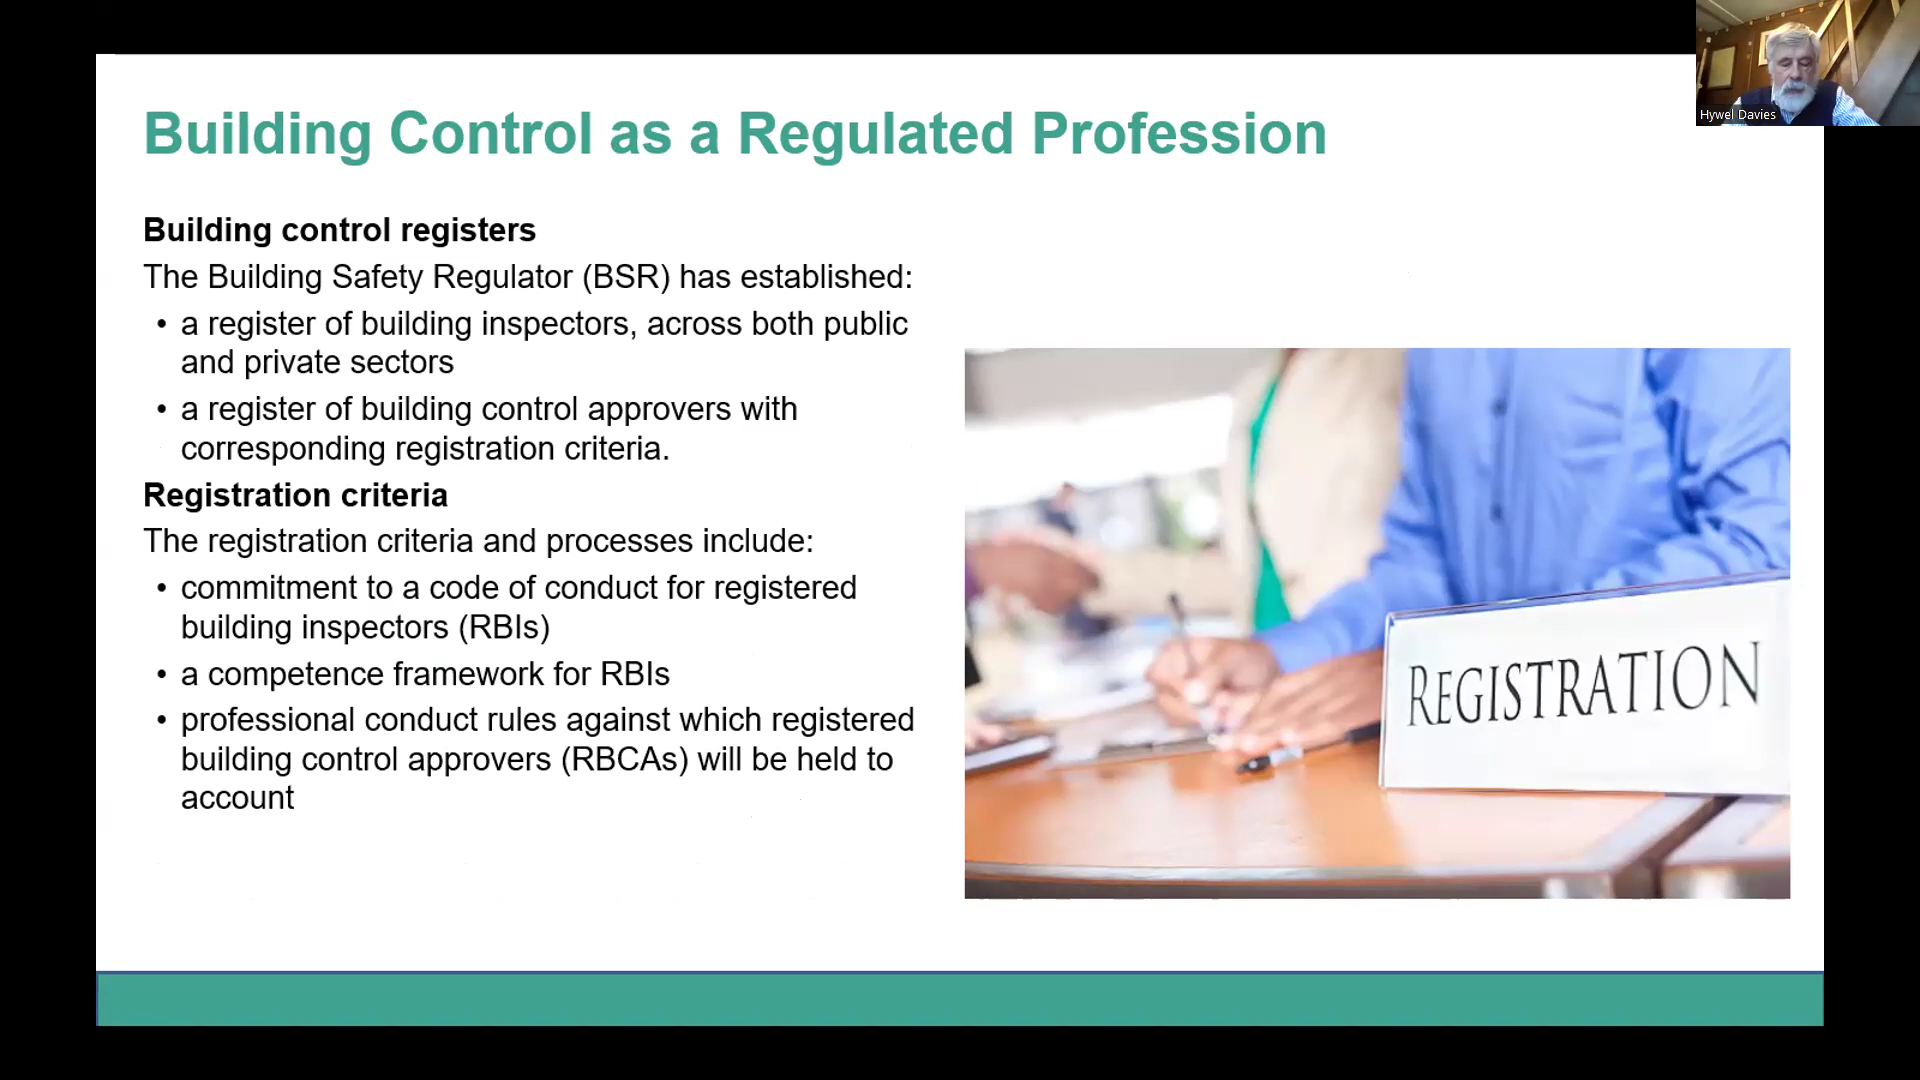 Building Control as a Regulated Profession
Hywel Davies
Building control registers
The Building Safety Regulator (BSR) has established:
• a register of building inspectors, across both public
and private sectors
• a register of building control approvers with
corresponding registration criteria.
Registration criteria
The registration criteria and processes include:
• commitment to a code of conduct for registered
building inspectors (RBIs)
• a competence framework for RBIs
• professional conduct rules against which registered
building control approvers (RBCAs) will be held to
account
REGISTRATION